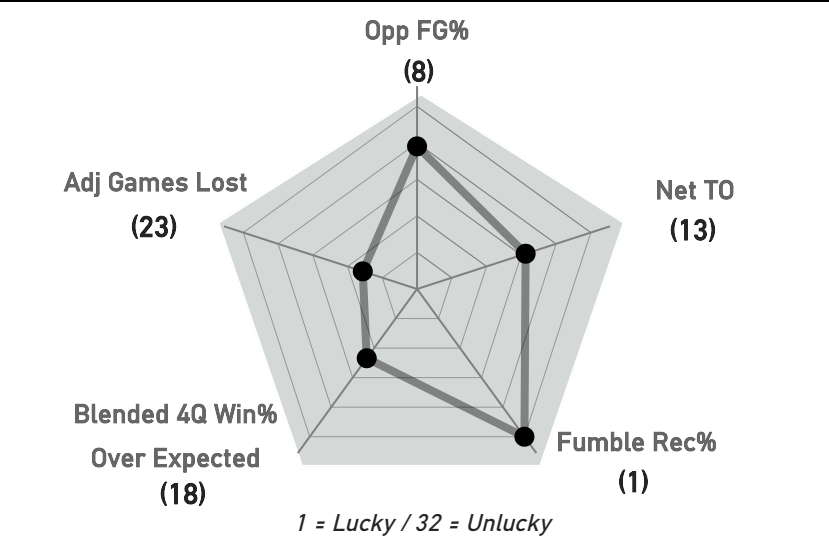 Opp FG%
(8)
Adj Games Lost
(23)
Net TO
(13)
Blended 4Q Win%
Over Expected
(18)
Fumble Rec%
(1)
1 = Lucky / 32 = Unlucky